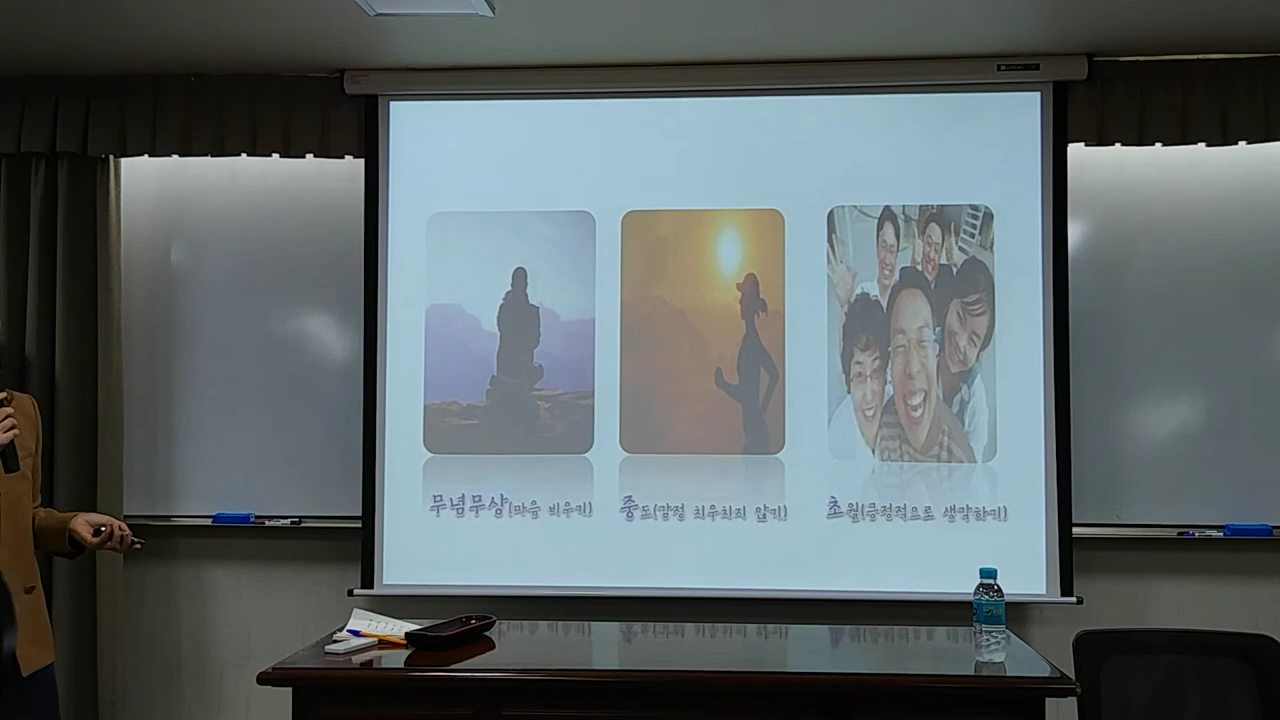 무념무상(마음 비우기)
중도(감정 치우치지 않기)
초월(긍정적으로 생각하기)